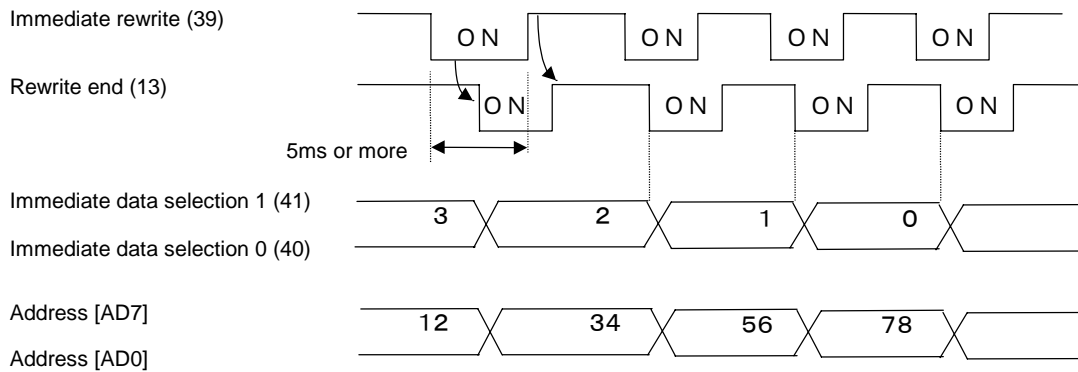 Immediate rewrite (39)
ON ON ON ON
Rewrite end (13)
ON ON ON ON
5ms or more
Immediate data selection 1 (41)
3 2 1 0
Immediate data selection 0 (40)
Address [AD7]
12 34 56 78
Address [AD0]